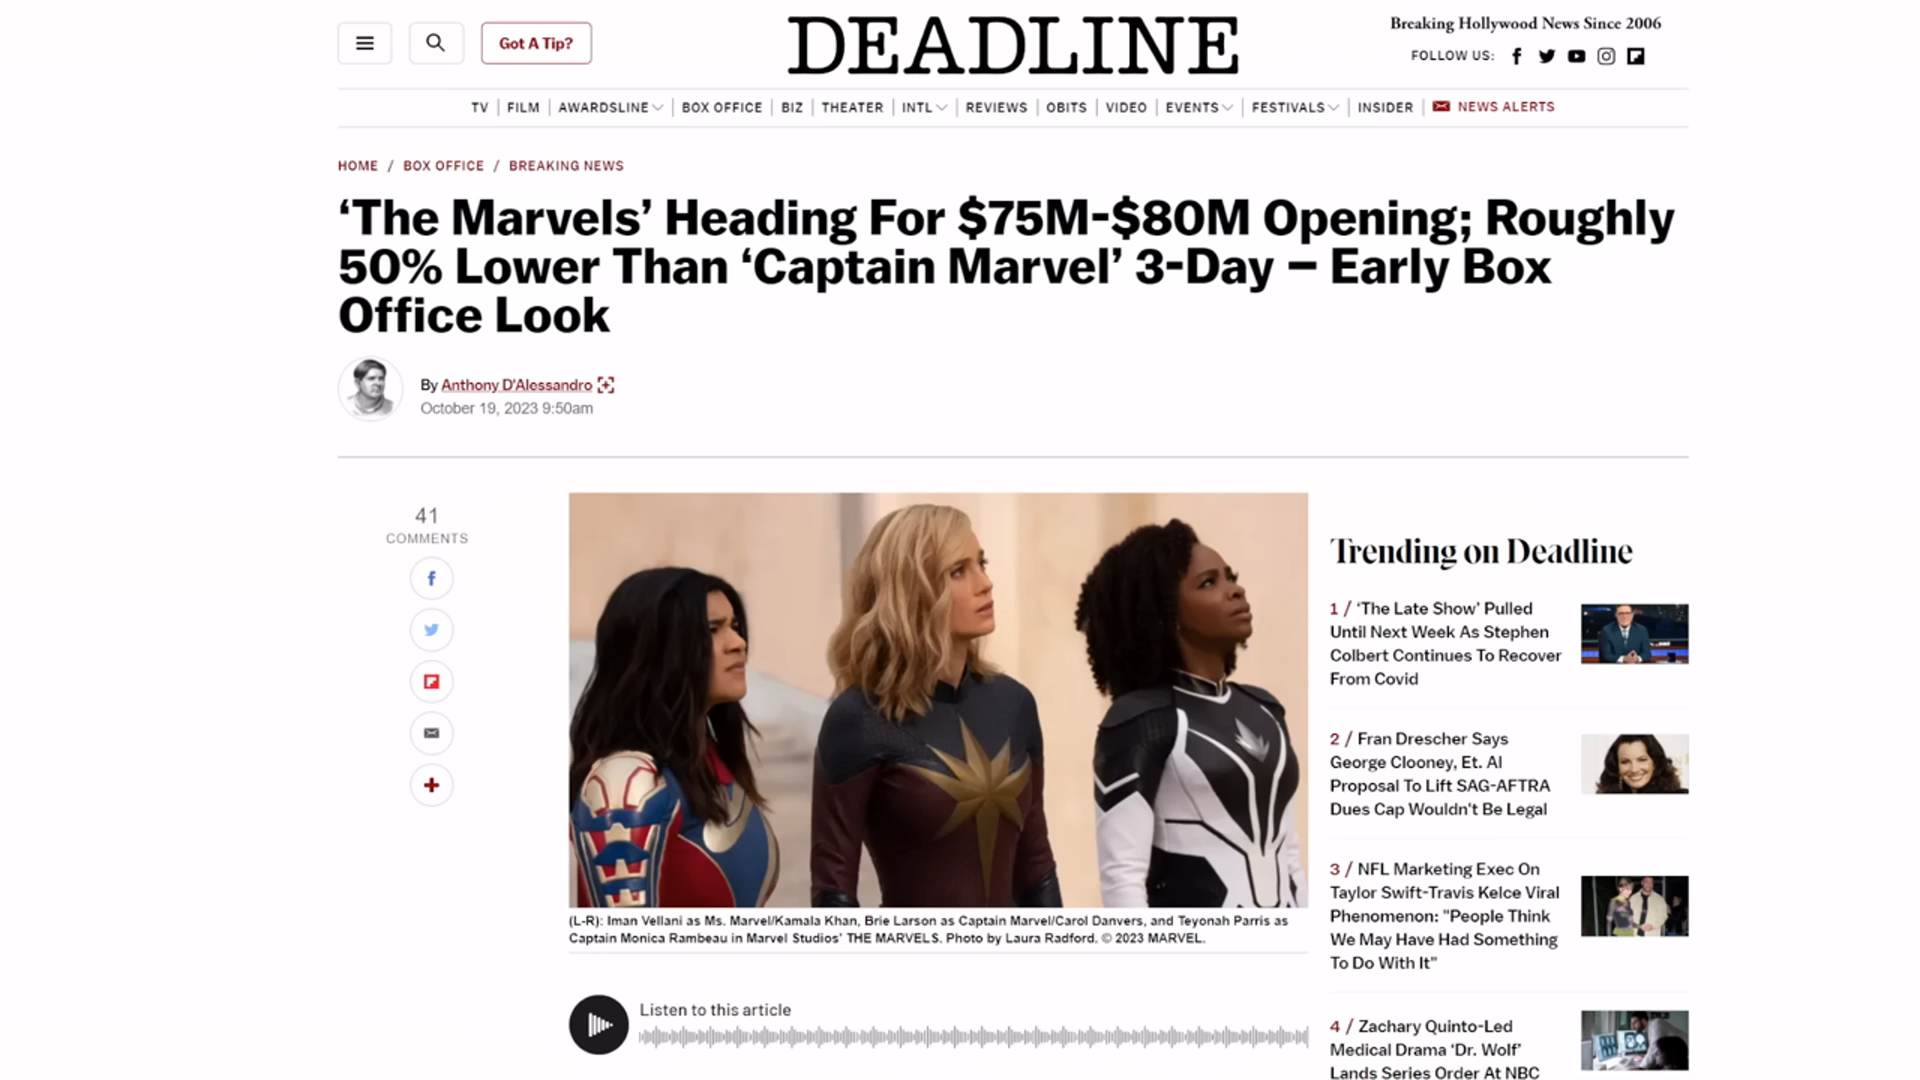 Got A Tip?
DEADLINE
Breaking Hollywood News Since 2006
FOLLOW US:
TV | FILM | AWARDSLINE | BOX OFFICE | BIZ | THEATER | INTL | REVIEWS | OBITS | VIDEO | EVENTS | FESTIVALS | INSIDER | NEWS ALERTS
HOME / BOX OFFICE / BREAKING NEWS
‘The Marvels’ Heading For $75M-$80M Opening; Roughly
50% Lower Than ‘Captain Marvel’ 3-Day – Early Box
Office Look
By Anthony D'Alessandro
October 19, 2023 9:50am
41
COMMENTS
(L-R): Iman Vellani as Ms. Marvel/Kamala Khan, Brie Larson as Captain Marvel/Carol Danvers, and Teyonah Parris as
Captain Monica Rambeau in Marvel Studios' THE MARVELS. Photo by Laura Radford. © 2023 MARVEL.
Listen to this article
Trending on Deadline
1 / ‘The Late Show’ Pulled
Until Next Week As Stephen
Colbert Continues To Recover
From Covid
2 / Fran Drescher Says
George Clooney, Et. Al
Proposal To Lift SAG-AFTRA
Dues Cap Wouldn't Be Legal
3 / NFL Marketing Exec On
Taylor Swift-Travis Kelce Viral
Phenomenon: "People Think
We May Have Had Something
To Do With It"
4 / Zachary Quinto-Led
Medical Drama ‘Dr. Wolf’
Lands Series Order At NBC